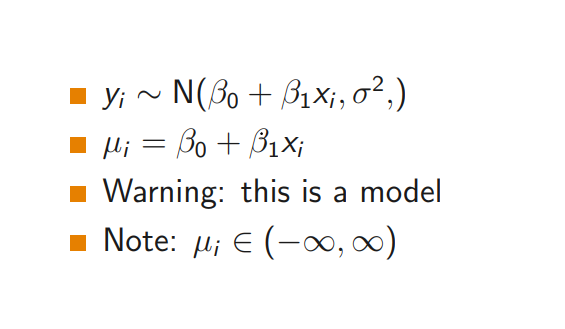 yᵢ ∼ N(β₀ + β₁xᵢ, σ²,)
μᵢ = β₀ + β₁xᵢ
Warning: this is a model
Note: μᵢ ∈ (−∞, ∞)